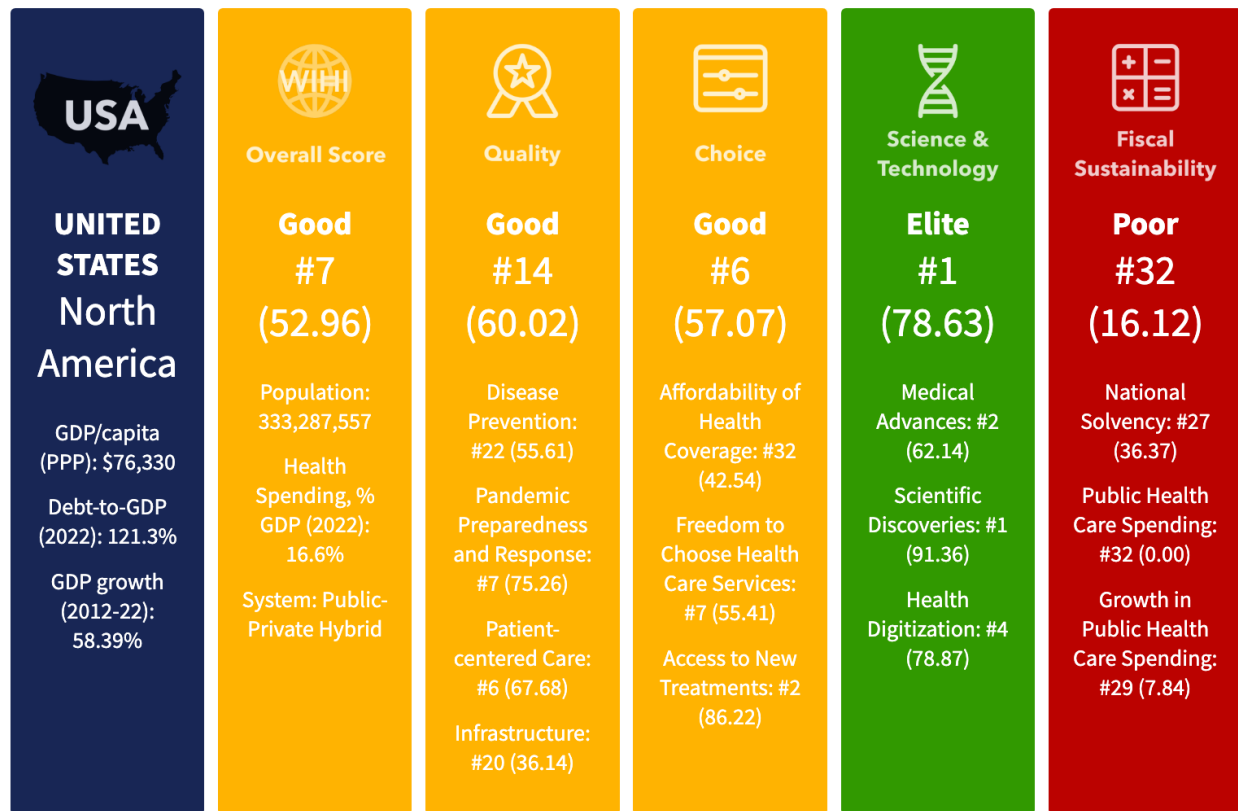 USA
UNITED
STATES
North
America
GDP/capita
(PPP): $76,330
Debt-to-GDP
(2022): 121.3%
GDP growth
(2012-22):
58.39%
WIHI
Overall Score
Good
#7
(52.96)
Population:
333,287,557
Health
Spending, %
GDP (2022):
16.6%
System: Public-
Private Hybrid
Quality
Good
#14
(60.02)
Disease
Prevention:
#22 (55.61)
Pandemic
Preparedness
and Response:
#7 (75.26)
Patient-
centered Care:
#6 (67.68)
Infrastructure:
#20 (36.14)
Choice
Good
#6
(57.07)
Affordability of
Health
Coverage: #32
(42.54)
Freedom to
Choose Health
Care Services:
#7 (55.41)
Access to New
Treatments: #2
(86.22)
Science &
Technology
Elite
#1
(78.63)
Medical
Advances: #2
(62.14)
Scientific
Discoveries: #1
(91.36)
Health
Digitization: #4
(78.87)
Fiscal
Sustainability
Poor
#32
(16.12)
National
Solvency: #27
(36.37)
Public Health
Care Spending:
#32 (0.00)
Growth in
Public Health
Care Spending:
#29 (7.84)